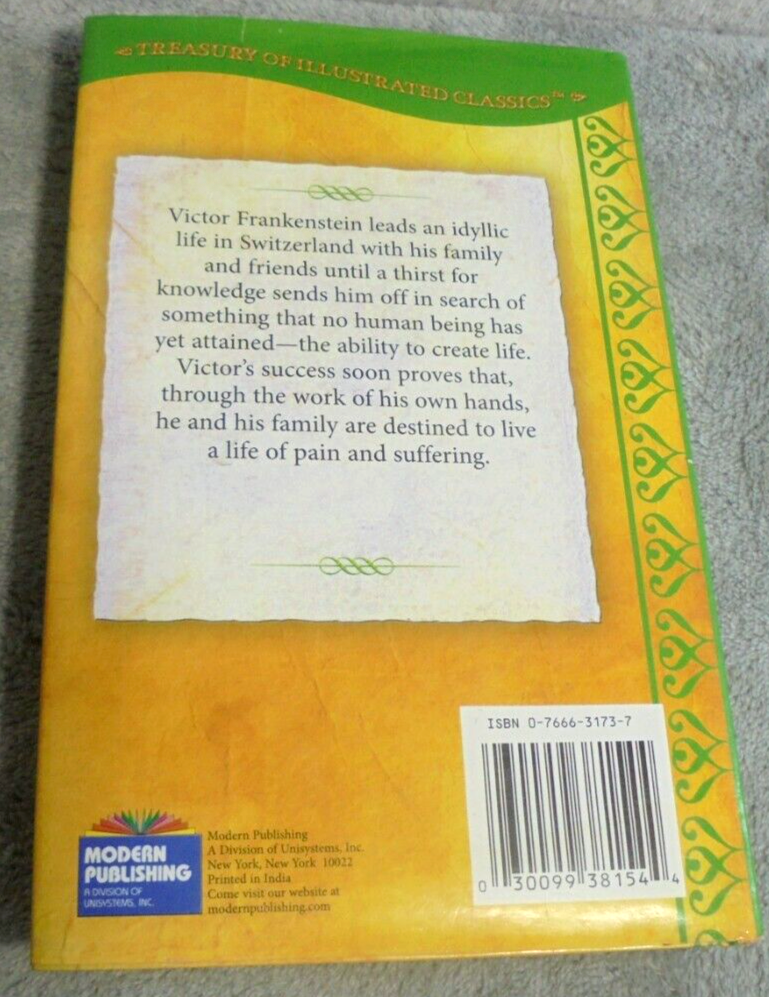 TREASURY OF ILLUSTRATED CLASSICS™
Victor Frankenstein leads an idyllic
life in Switzerland with his family
and friends until a thirst for
knowledge sends him off in search of
something that no human being has
yet attained—the ability to create life.
Victor's success soon proves that,
through the work of his own hands,
he and his family are destined to live
a life of pain and suffering.
ISBN 0-7666-3173-7
0 30099 38154 4
MODERN
PUBLISHING
A DIVISION OF
UNISYSTEMS, INC.
Modern Publishing
A Division of Unisystems, Inc.
New York, New York 10022
Printed in India
Come visit our website at
modernpublishing.com